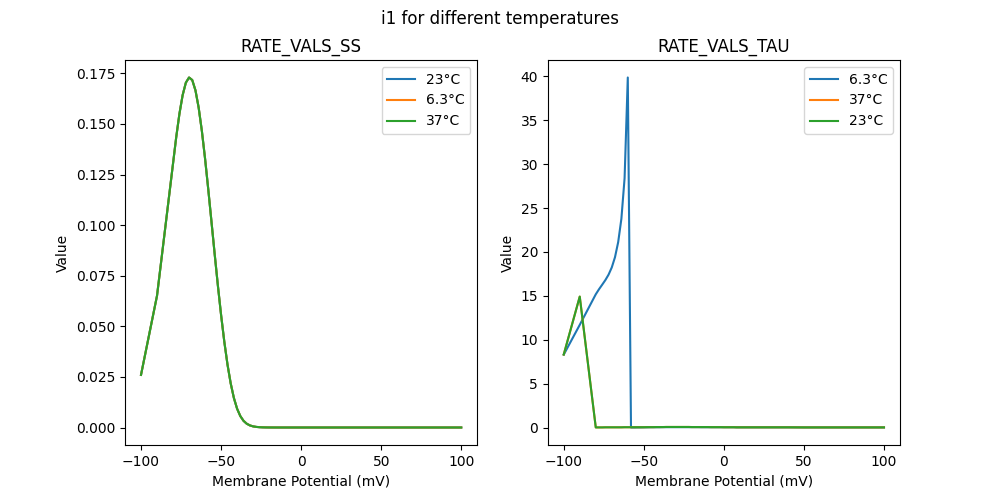 i1 for different temperatures
RATE_VALS_SS
0.175
0.150
0.125
0.100
0.075
0.050
0.025
0.000
Value
−100
−50
0
50
100
Membrane Potential (mV)
23°C
6.3°C
37°C
RATE_VALS_TAU
40
35
30
25
20
15
10
5
0
Value
−100
−50
0
50
100
Membrane Potential (mV)
6.3°C
37°C
23°C